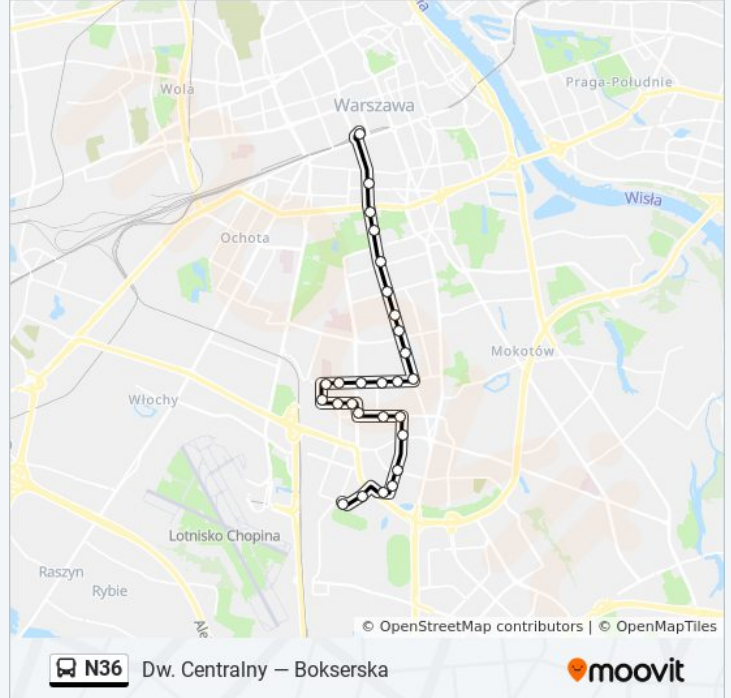 Wola
Praga-Południe
Warszawa
Wisła
Ochota
Mokotów
Włochy
Lotnisko Chopina
Raszyn
Rybie
© OpenStreetMap contributors | © OpenMapTiles
N36 Dw. Centralny — Bokserska
moovit